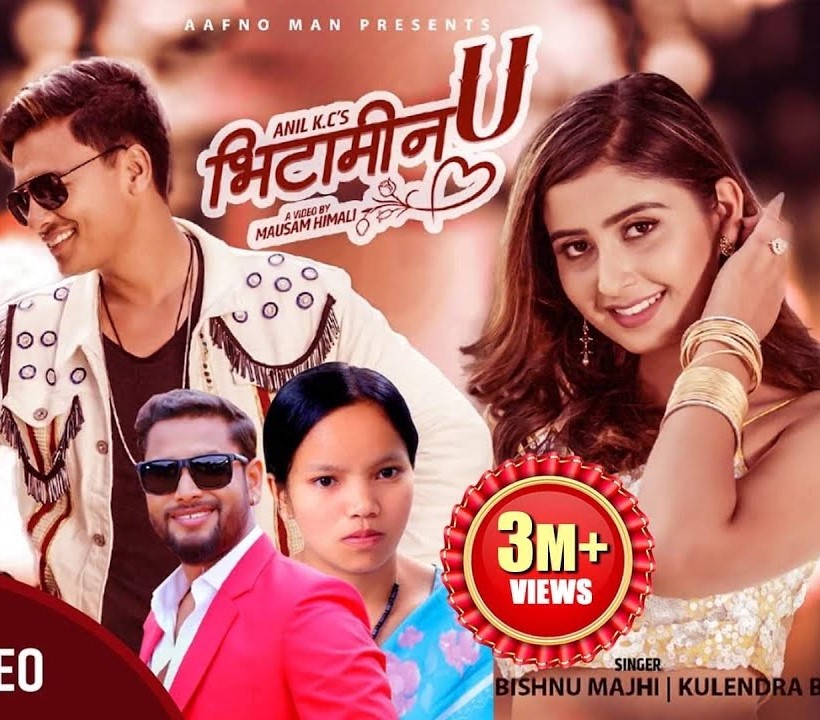 AAFNO MAN PRESENTS
ANIL K.C'S
भिटामीन U
A VIDEO BY
MAUSAM HIMALI
3M+
VIEWS
EO
SINGER
BISHNU MAJHI | KULENDRA B